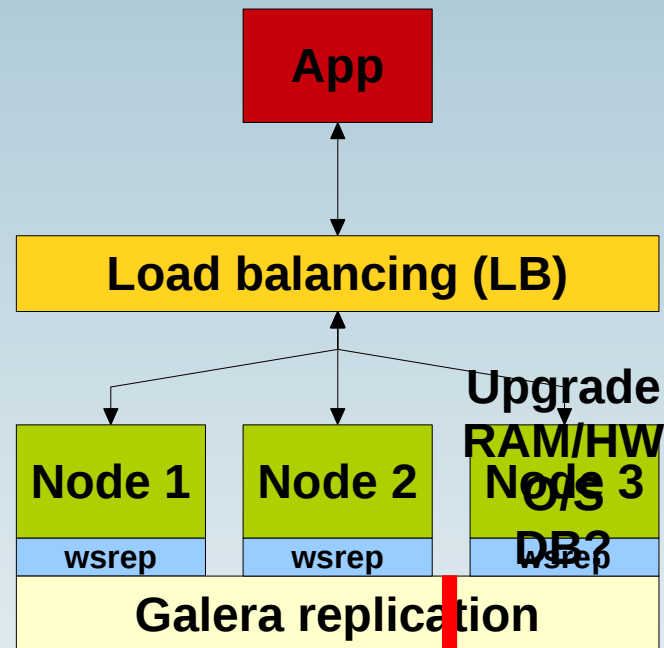 App
Load balancing (LB)
Upgrade
RAM/HW
O/S
DB?
Node 1
Node 2
Node 3
wsrep
wsrep
wsrep
Galera replication